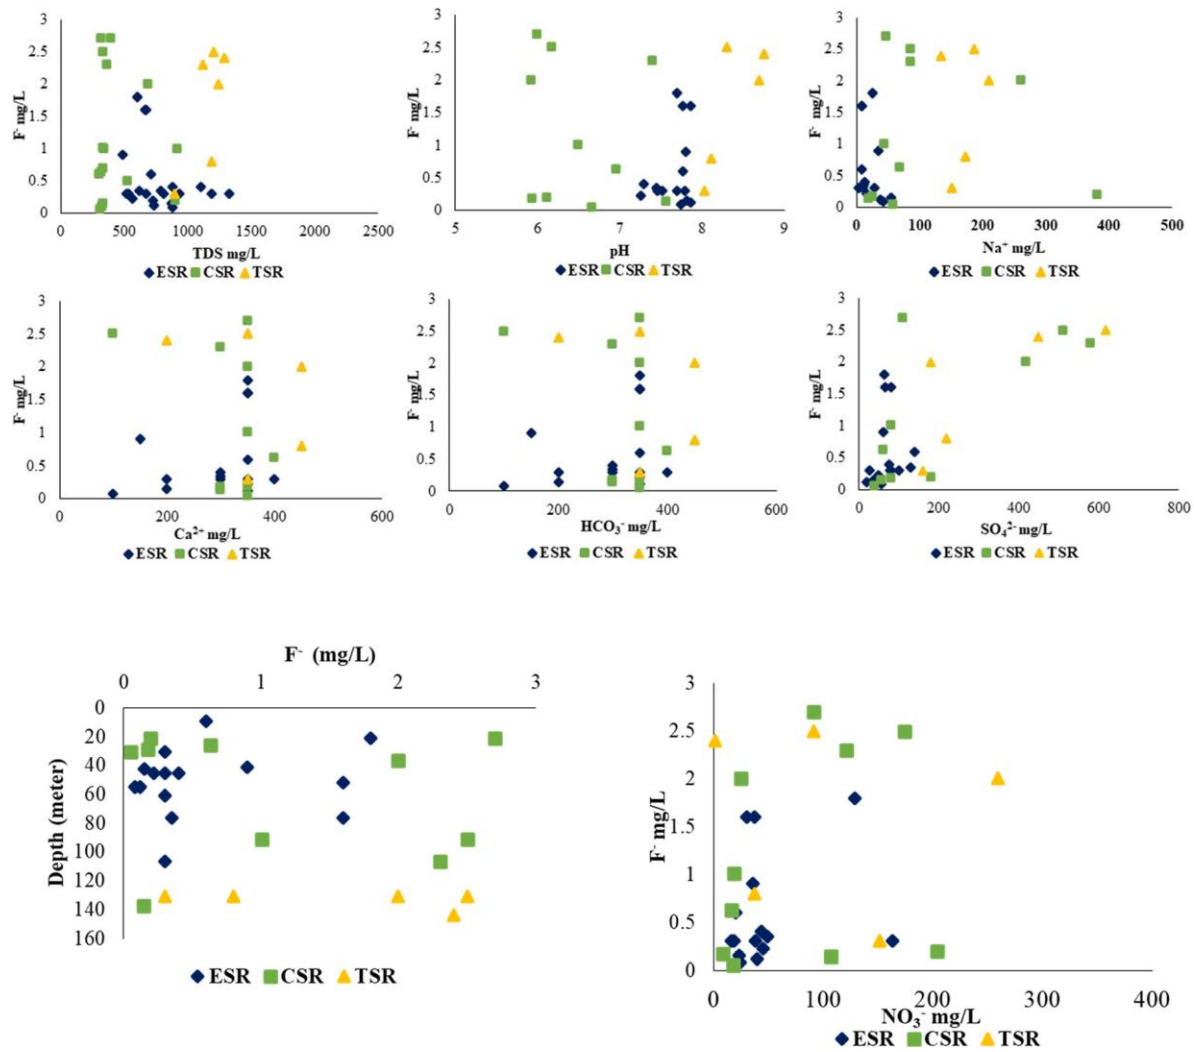 3
2.5
2
1.5
1
0.5
0
F- mg/L
0 500 1000 1500 2000 2500
TDS mg/L
ESR CSR TSR
3
2.5
2
1.5
1
0.5
0
F- mg/L
5 6 7 8 9
pH
ESR CSR TSR
3
2.5
2
1.5
1
0.5
0
F- mg/L
0 100 200 300 400 500
Na⁺ mg/L
ESR CSR TSR
3
2.5
2
1.5
1
0.5
0
F- mg/L
0 200 400 600
Ca²⁺ mg/L
ESR CSR TSR
3
2.5
2
1.5
1
0.5
0
F- mg/L
0 200 400 600
HCO₃⁻ mg/L
ESR CSR TSR
3
2.5
2
1.5
1
0.5
0
F- mg/L
0 200 400 600 800
SO₄²⁻ mg/L
ESR CSR TSR
F- (mg/L)
0 1 2 3
0
20
40
60
80
100
120
140
160
Depth (meter)
ESR CSR TSR
3
2.5
2
1.5
1
0.5
0
F- mg/L
0 100 200 300 400
NO₃⁻ mg/L
ESR CSR TSR